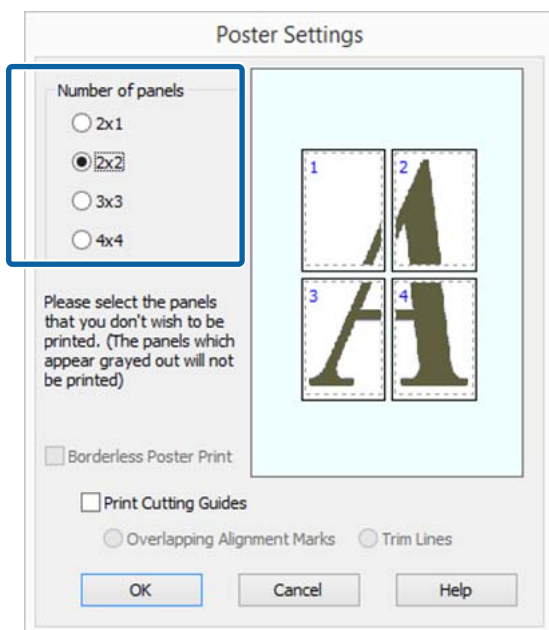 Poster Settings
Number of panels
2x1
2x2
3x3
4x4
1
2
3
4
Please select the panels
that you don't wish to be
printed. (The panels which
appear grayed out will not
be printed)
Borderless Poster Print
Print Cutting Guides
Overlapping Alignment Marks
Trim Lines
OK
Cancel
Help